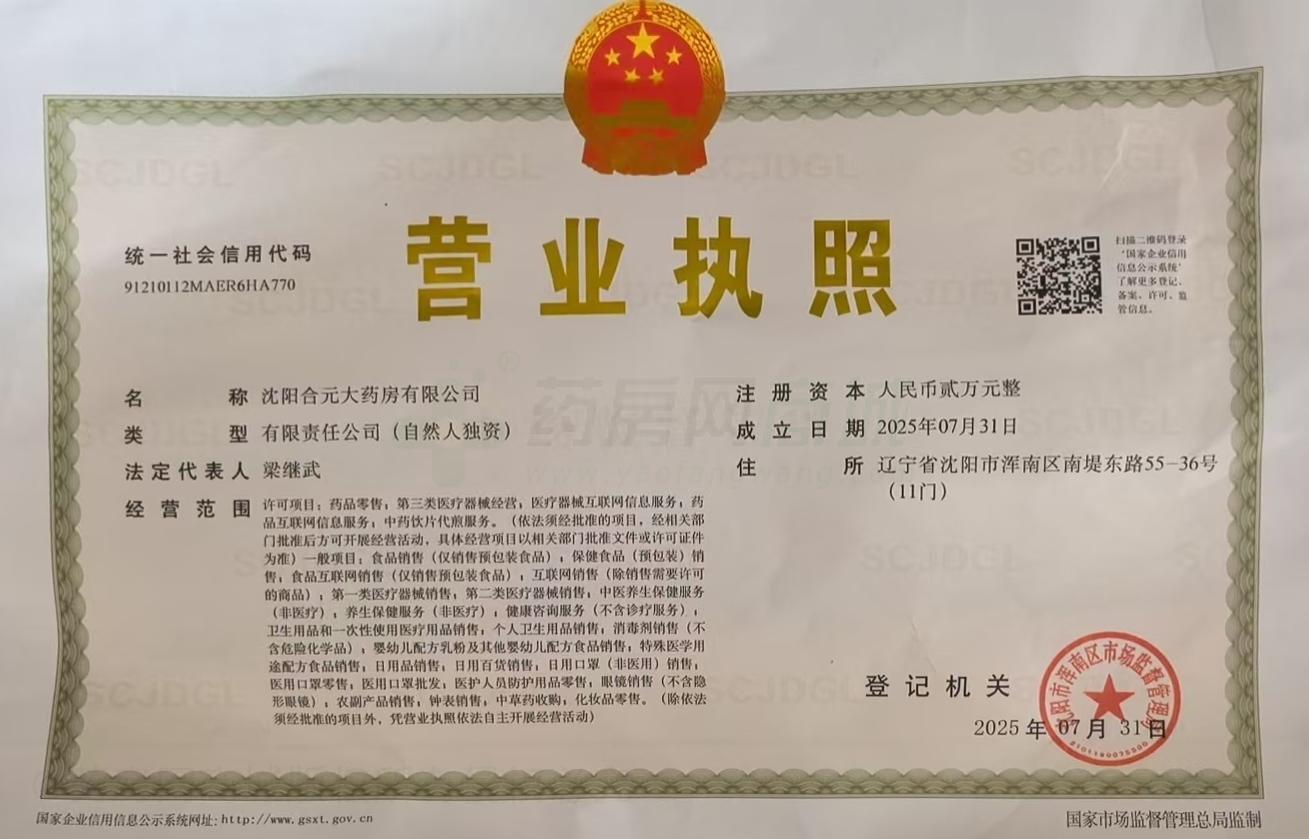 营业执照
统一社会信用代码
91210112MAER6HA770
扫描二维码登录
'国家企业信用
信息公示系统'
了解更多登记、
备案、许可、监
管信息。
名称 沈阳合元大药房有限公司
类型 有限责任公司（自然人独资）
法定代表人 梁继武
经营范围 许可项目：药品零售；第三类医疗器械经营；医疗器械互联网信息服务；药
品互联网信息服务；中药饮片代煎服务。（依法须经批准的项目，经相关部
门批准后方可开展经营活动，具体经营项目以相关部门批准文件或许可证件
为准）一般项目：食品销售（仅销售预包装食品）；保健食品（预包装）销
售；食品互联网销售（仅销售预包装食品）；互联网销售（除销售需要许可
的商品）；第一类医疗器械销售；第二类医疗器械销售；中医养生保健服务
（非医疗）；养生保健服务（非医疗）；健康咨询服务（不含诊疗服务）；
卫生用品和一次性使用医疗用品销售；个人卫生用品销售；消毒剂销售（不
含危险化学品）；婴幼儿配方乳粉及其他婴幼儿配方食品销售；特殊医学用
途配方食品销售；日用品销售；日用百货销售；日用口罩（非医用）销售；
医用口罩零售；医用口罩批发；医护人员防护用品零售；眼镜销售（不含隐
形眼镜）；农副产品销售；钟表销售；中草药收购；化妆品零售。（除依法
须经批准的项目外，凭营业执照依法自主开展经营活动）
注册资本 人民币贰万元整
成立日期 2025年07月31日
住所 辽宁省沈阳市浑南区南堤东路55-36号
（11门）
登记机关
沈阳市浑南区市场监督管理局
2025年07月31日
国家企业信用信息公示系统网址:http://www.gsxt.gov.cn
国家市场监督管理总局监制
SCJDGL
药房网
www.yaofangwang.com